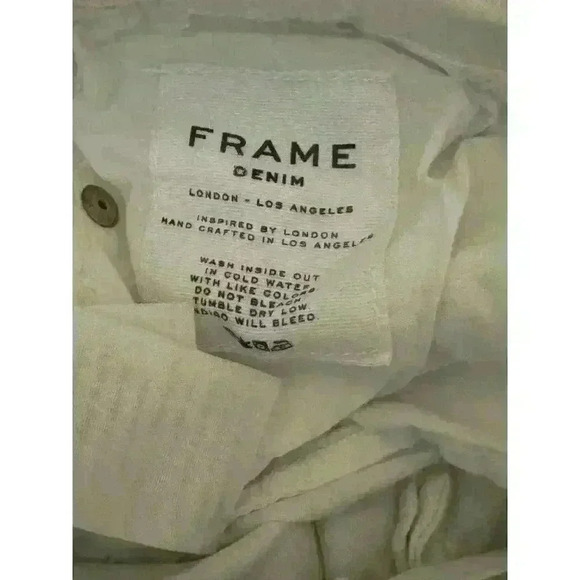 FRAME
DENIM
LONDON - LOS ANGELES
INSPIRED BY LONDON
HAND CRAFTED IN LOS ANGELES
WASH INSIDE OUT
IN COLD WATER
WITH LIKE COLORS
DO NOT BLEACH
TUMBLE DRY LOW
INDIGO WILL BLEED.